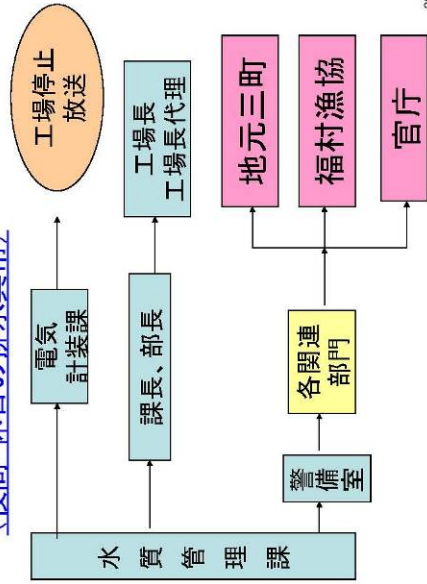 水質管理課
電気
計装課
工場停止
放送
課長、部長
工場長
工場長代理
警備室
各関連
部門
地元三町
福村漁協
官庁